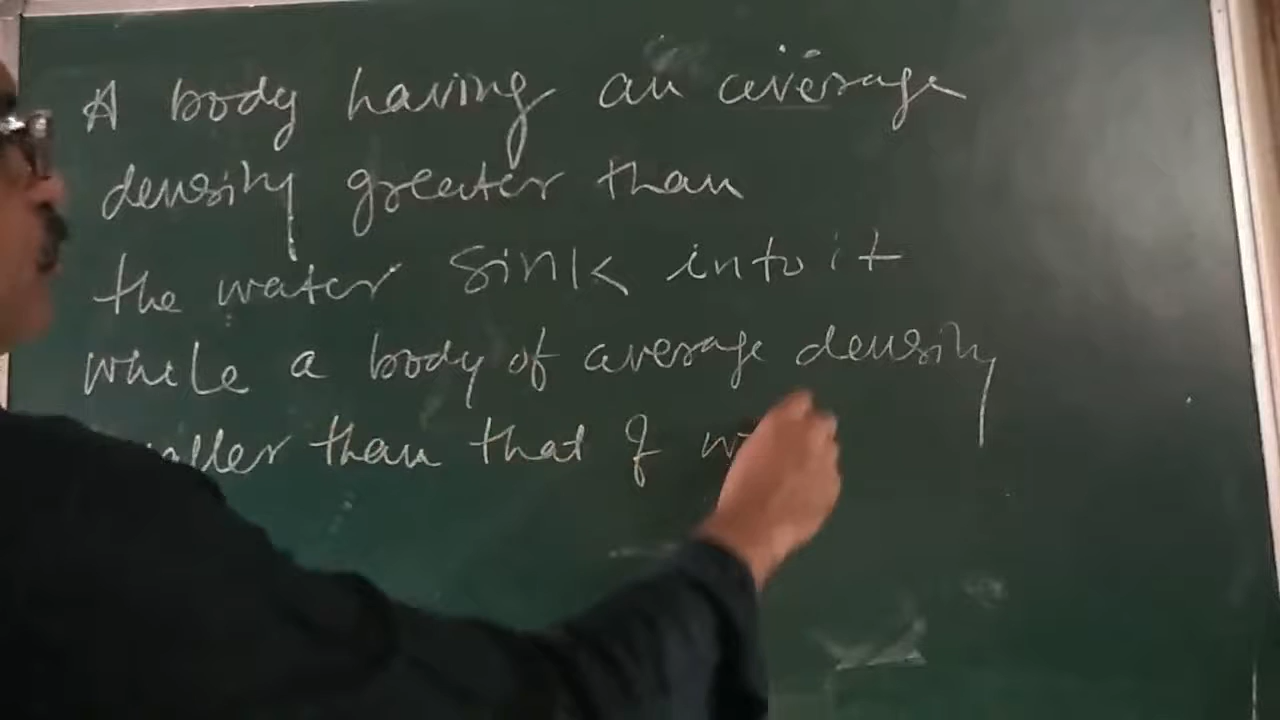 A body having an average
density greater than
the water sink into it
while a body of average density
than that of